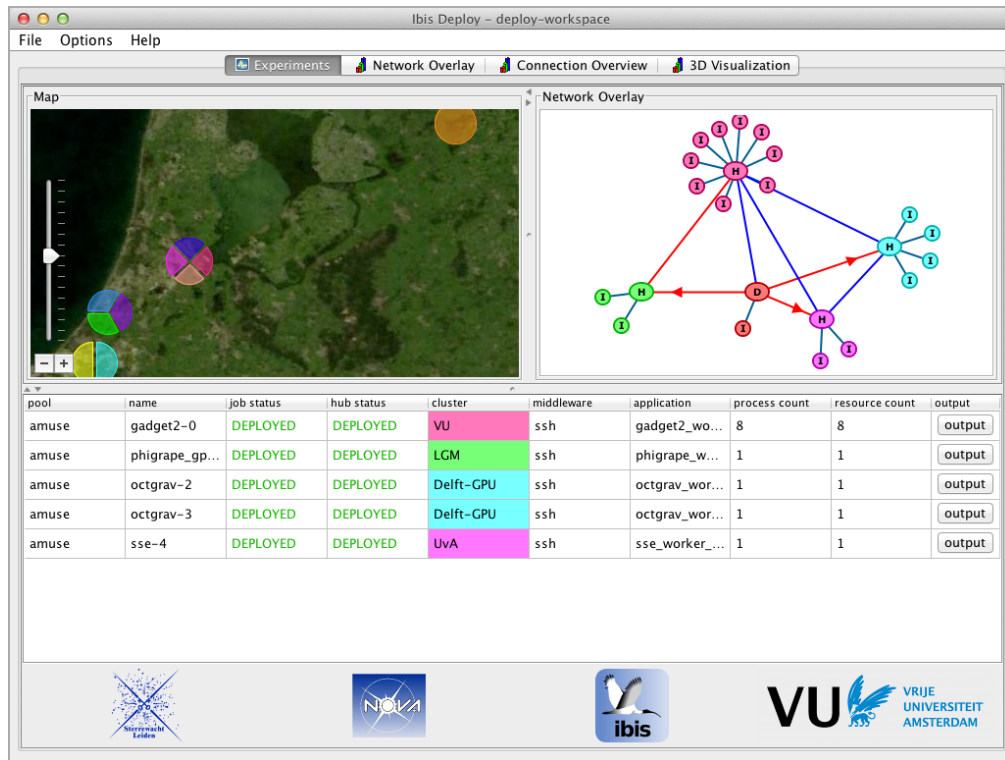 Ibis Deploy – deploy-workspace
File Options Help
Experiments Network Overlay Connection Overview 3D Visualization
Map
Network Overlay
I I I I I I I I I H
I I I I H
I I H
D I
H I I
− +
pool name job status hub status cluster middleware application process count resource count output
amuse gadget2-0 DEPLOYED DEPLOYED VU ssh gadget2_wo... 8 8 output
amuse phigrape_gp... DEPLOYED DEPLOYED LGM ssh phigrape_w... 1 1 output
amuse octgrav-2 DEPLOYED DEPLOYED Delft-GPU ssh octgrav_wor... 1 1 output
amuse octgrav-3 DEPLOYED DEPLOYED Delft-GPU ssh octgrav_wor... 1 1 output
amuse sse-4 DEPLOYED DEPLOYED UvA ssh sse_worker_... 1 1 output
Sterrewacht
Leiden
NOVA
ibis
VU
VRIJE
UNIVERSITEIT
AMSTERDAM